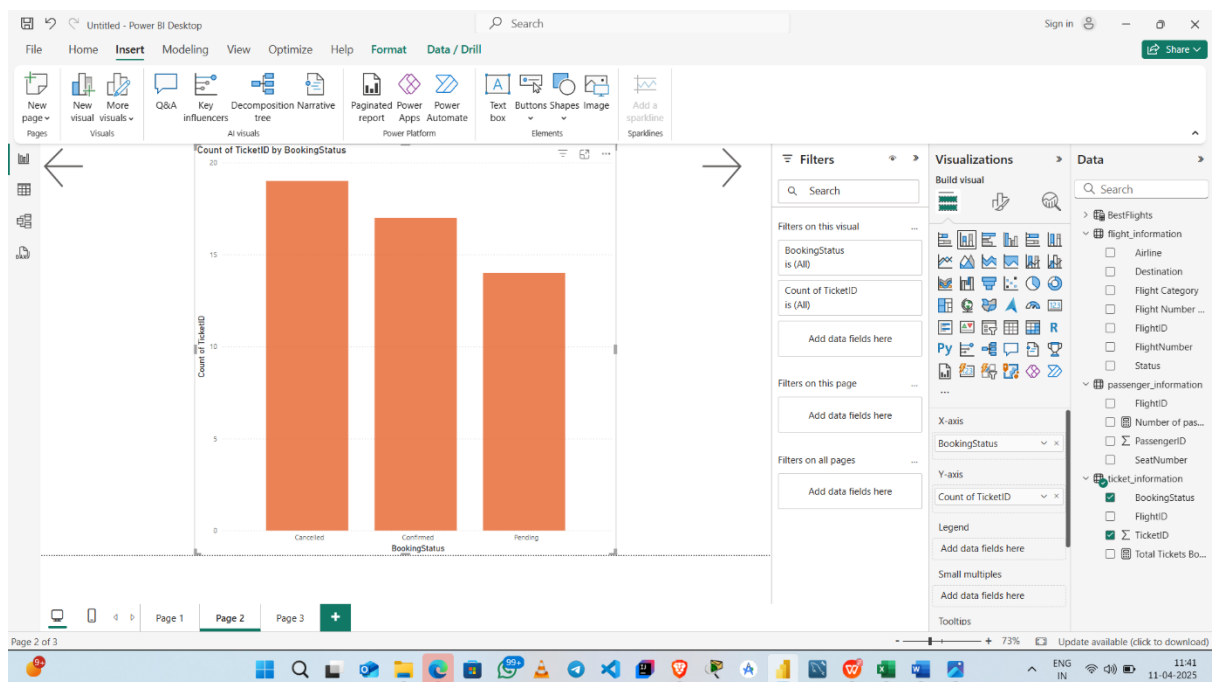 Untitled - Power BI Desktop
Search
Sign in
File Home Insert Modeling View Optimize Help Format Data / Drill
Share
New page
New visual
More visuals
Q&A
Key influencers
Decomposition tree
Narrative
Paginated report
Power Apps
Power Automate
Text box
Buttons
Shapes
Image
Add a sparkline
Pages
Visuals
AI visuals
Power Platform
Elements
Sparklines
Count of TicketID by BookingStatus
20
15
10
5
0
Count of TicketID
Cancelled
Confirmed
Pending
BookingStatus
Filters
Search
Filters on this visual
...
BookingStatus
is (All)
Count of TicketID
is (All)
Add data fields here
Filters on this page
...
Add data fields here
Filters on all pages
...
Add data fields here
Visualizations
Build visual
123
R
Py
...
X-axis
BookingStatus
Y-axis
Count of TicketID
Legend
Add data fields here
Small multiples
Add data fields here
Tooltips
Data
Search
BestFlights
flight_information
Airline
Destination
Flight Category
Flight Number ...
FlightID
FlightNumber
Status
passenger_information
FlightID
Number of pas...
PassengerID
SeatNumber
ticket_information
BookingStatus
FlightID
TicketID
Total Tickets Bo...
Page 1
Page 2
Page 3
+
Page 2 of 3
- + 73%
Update available (click to download)
9+
99+
ENG
IN
11:41
11-04-2025